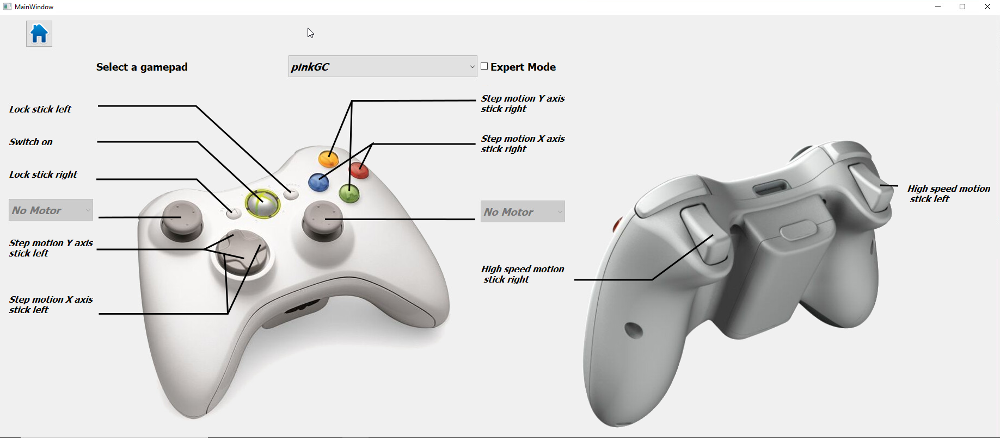 MainWindow
Select a gamepad
pinkGC
Expert Mode
Lock stick left
Switch on
Lock stick right
No Motor
Step motion Y axis
stick left
Step motion X axis
stick left
Step motion Y axis
stick right
Step motion X axis
stick right
No Motor
High speed motion
stick right
High speed motion
stick left